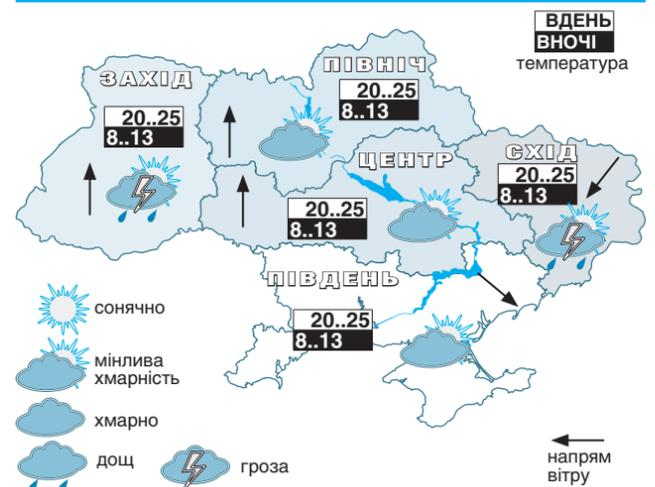 ВДЕНЬ
ВНОЧІ
температура
ЗАХІД
20..25
8..13
ПІВНІЧ
20..25
8..13
ЦЕНТР
20..25
8..13
СХІД
20..25
8..13
ПІВДЕНЬ
20..25
8..13
сонячно
мінлива
хмарність
хмарно
дощ
гроза
напрям
вітру